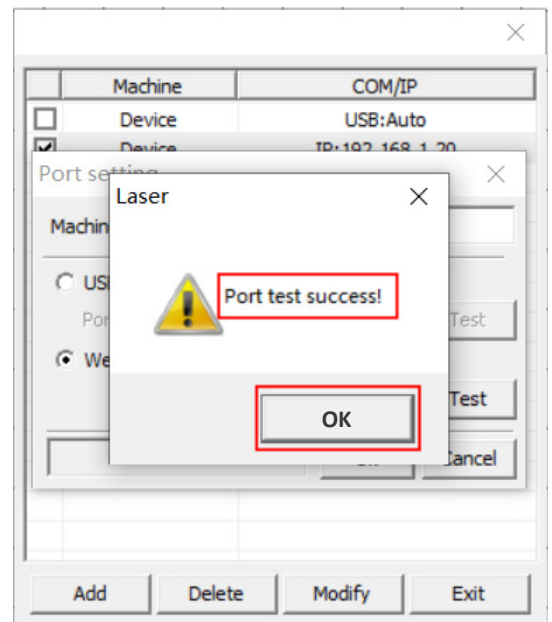 Machine COM/IP
Device USB:Auto
Device IP:192.168.1.20
Port setting
Laser
Machin
US
Port test success!
Por Test
We
OK Test
Cancel
Add Delete Modify Exit